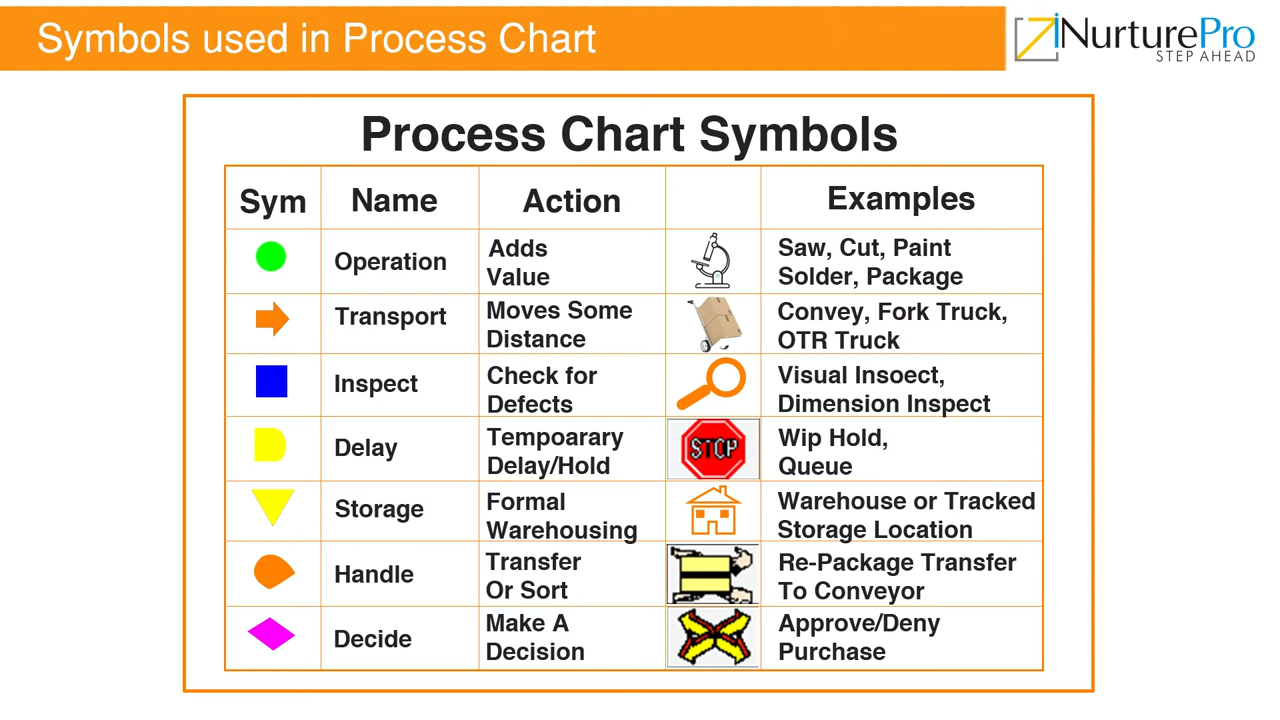 Symbols used in Process Chart
iNurturePro
STEP AHEAD
Process Chart Symbols
Sym Name Action Examples
Operation
Adds
Value
Saw, Cut, Paint
Solder, Package
Transport
Moves Some
Distance
Convey, Fork Truck,
OTR Truck
Inspect
Check for
Defects
Visual Insoect,
Dimension Inspect
Delay
Tempoarary
Delay/Hold
STOP
Wip Hold,
Queue
Storage
Formal
Warehousing
Warehouse or Tracked
Storage Location
Handle
Transfer
Or Sort
Re-Package Transfer
To Conveyor
Decide
Make A
Decision
Approve/Deny
Purchase